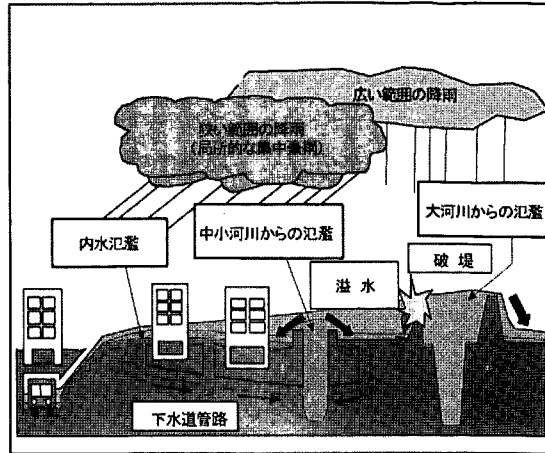 広い範囲の降雨
狭い範囲の降雨
(局所的な集中豪雨)
内水氾濫
中小河川からの氾濫
大河川からの氾濫
溢水
破堤
下水道管路